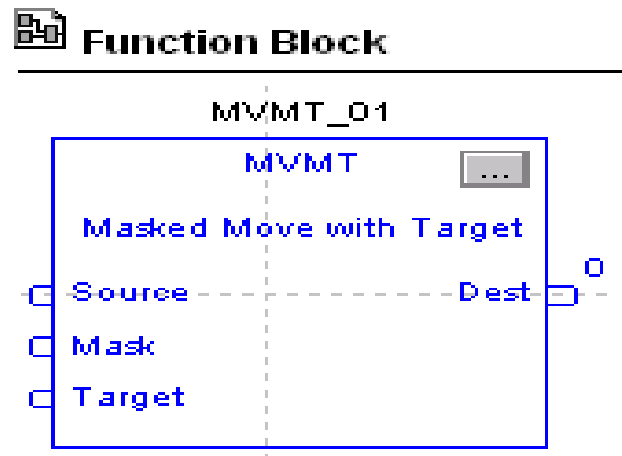 Function Block
MVMT_01
MVMT
...
Masked Move with Target
0
Source Dest
Mask
Target